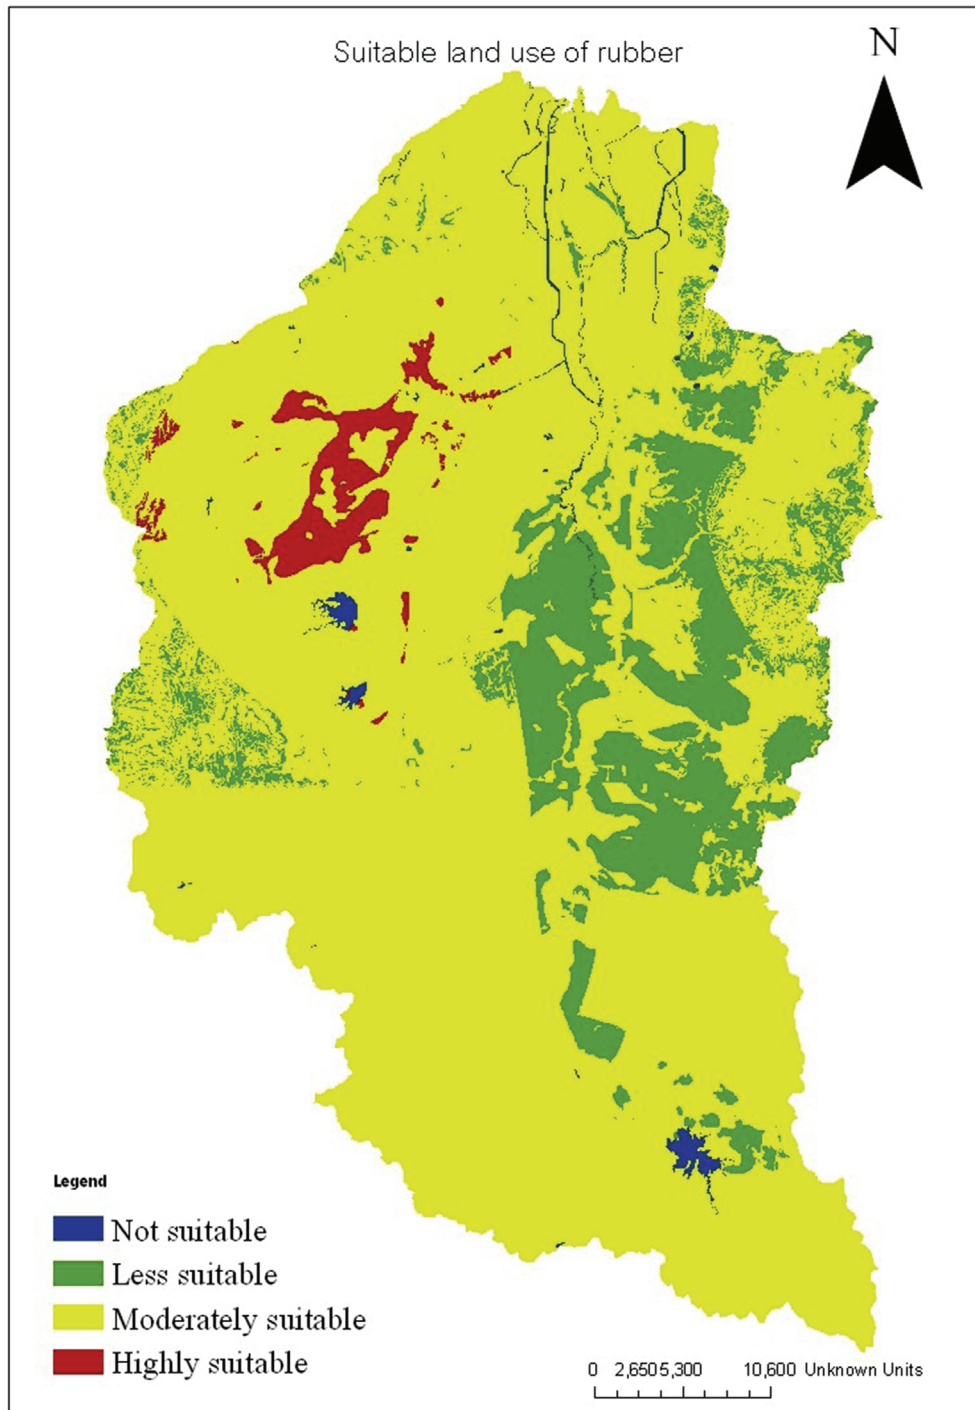 Suitable land use of rubber
N
Legend
Not suitable
Less suitable
Moderately suitable
Highly suitable
0 2,6505,300 10,600 Unknown Units